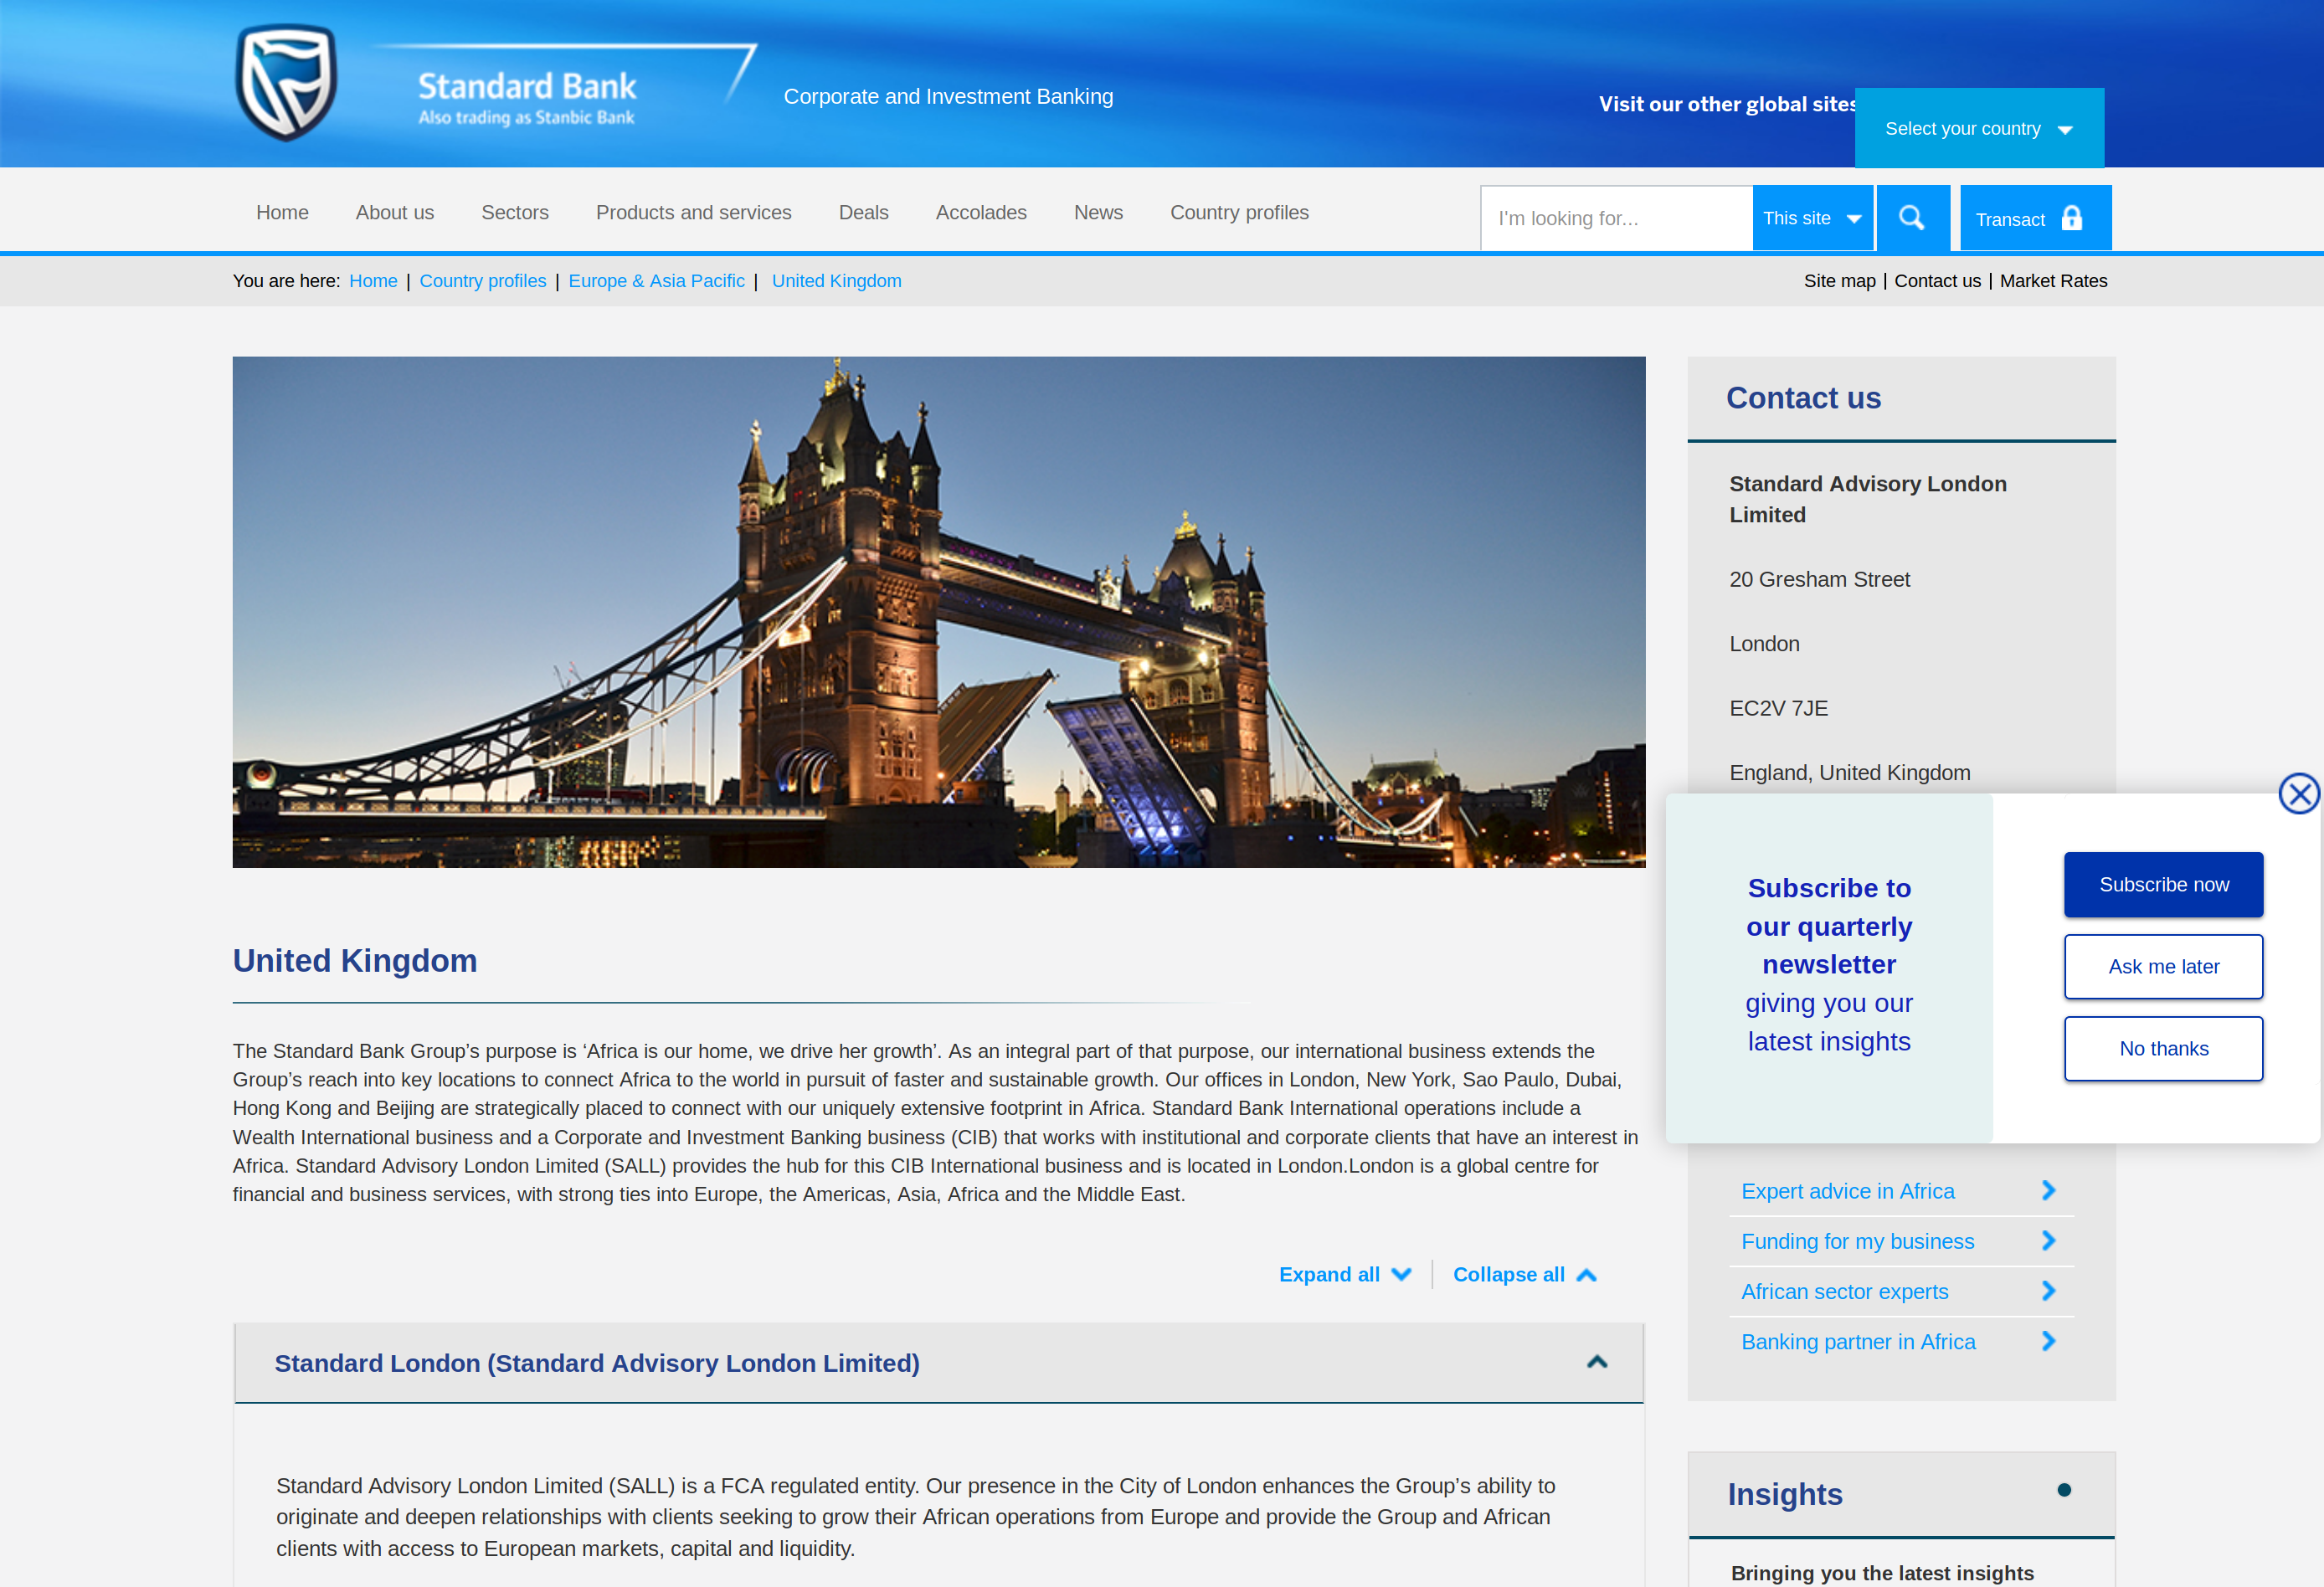 Standard Bank
Also trading as Stanbic Bank
Corporate and Investment Banking
Visit our other global sites
Select your country
Home
About us
Sectors
Products and services
Deals
Accolades
News
Country profiles
I'm looking for...
This site
Transact
You are here: Home | Country profiles | Europe & Asia Pacific | United Kingdom
Site map | Contact us | Market Rates
Contact us
Standard Advisory London
Limited
20 Gresham Street
London
EC2V 7JE
England, United Kingdom
Subscribe to
our quarterly
newsletter
giving you our
latest insights
Subscribe now
Ask me later
No thanks
United Kingdom
The Standard Bank Group’s purpose is ‘Africa is our home, we drive her growth’. As an integral part of that purpose, our international business extends the
Group’s reach into key locations to connect Africa to the world in pursuit of faster and sustainable growth. Our offices in London, New York, Sao Paulo, Dubai,
Hong Kong and Beijing are strategically placed to connect with our uniquely extensive footprint in Africa. Standard Bank International operations include a
Wealth International business and a Corporate and Investment Banking business (CIB) that works with institutional and corporate clients that have an interest in
Africa. Standard Advisory London Limited (SALL) provides the hub for this CIB International business and is located in London.London is a global centre for
financial and business services, with strong ties into Europe, the Americas, Asia, Africa and the Middle East.
Expert advice in Africa
Funding for my business
African sector experts
Banking partner in Africa
Expand all
Collapse all
Standard London (Standard Advisory London Limited)
Standard Advisory London Limited (SALL) is a FCA regulated entity. Our presence in the City of London enhances the Group’s ability to
originate and deepen relationships with clients seeking to grow their African operations from Europe and provide the Group and African
clients with access to European markets, capital and liquidity.
Insights
Bringing you the latest insights